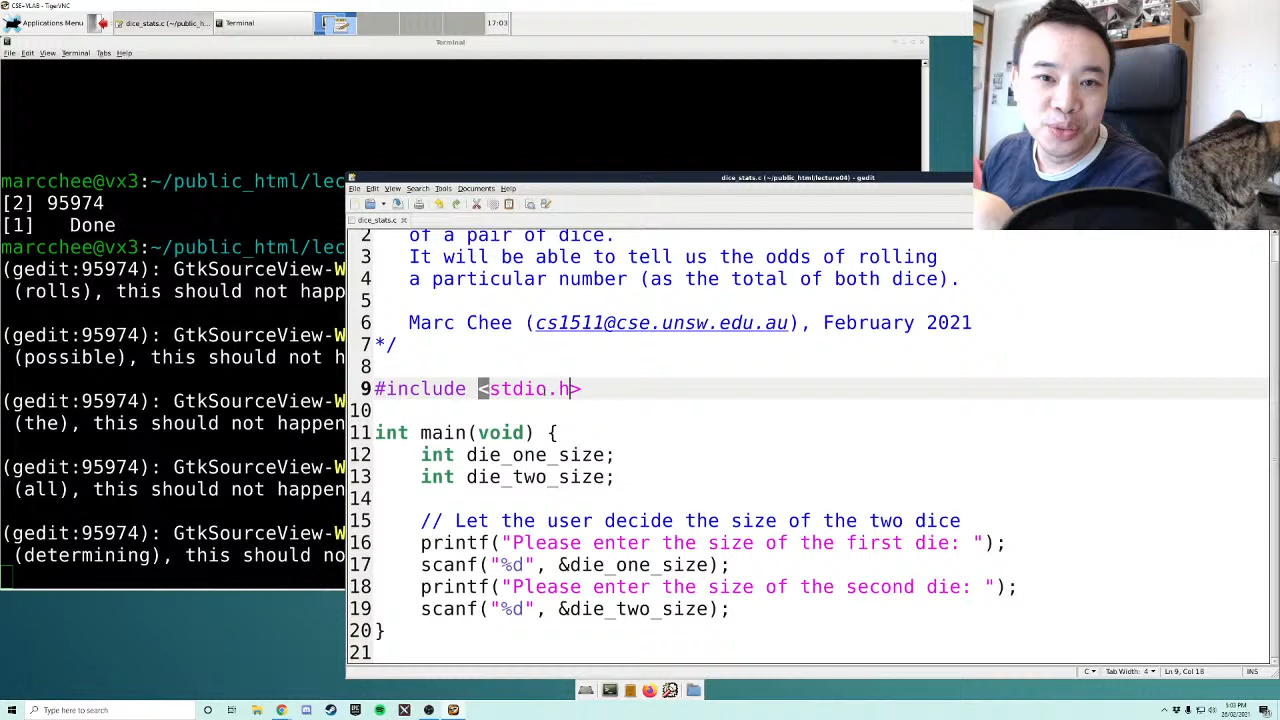 CSE+VLAB - TigerVNC
Applications Menu
dice_stats.c (~/public_h...
Terminal
17:03
Terminal
File Edit View Terminal Tabs Help
marcchee@vx3:~/public_html/lec
[2] 95974
[1]   Done
marcchee@vx3:~/public_html/lec
(gedit:95974): GtkSourceView-W
(rolls), this should not happ
(gedit:95974): GtkSourceView-W
(possible), this should not h
(gedit:95974): GtkSourceView-W
(the), this should not happen
(gedit:95974): GtkSourceView-W
(all), this should not happen
(gedit:95974): GtkSourceView-W
(determining), this should no
dice_stats.c (~/public_html/lecture04) - gedit
File Edit View Search Tools Documents Help
dice_stats.c
2 of a pair of dice.
3 It will be able to tell us the odds of rolling
4 a particular number (as the total of both dice).
5
6 Marc Chee (cs1511@cse.unsw.edu.au), February 2021
7 */
8
9 #include <stdio.h>
10
11 int main(void) {
12 int die_one_size;
13 int die_two_size;
14
15 // Let the user decide the size of the two dice
16 printf("Please enter the size of the first die: ");
17 scanf("%d", &die_one_size);
18 printf("Please enter the size of the second die: ");
19 scanf("%d", &die_two_size);
20 }
21
C Tab Width: 4 Ln 9, Col 18 INS
Type here to search
5:03 PM
26/02/2021